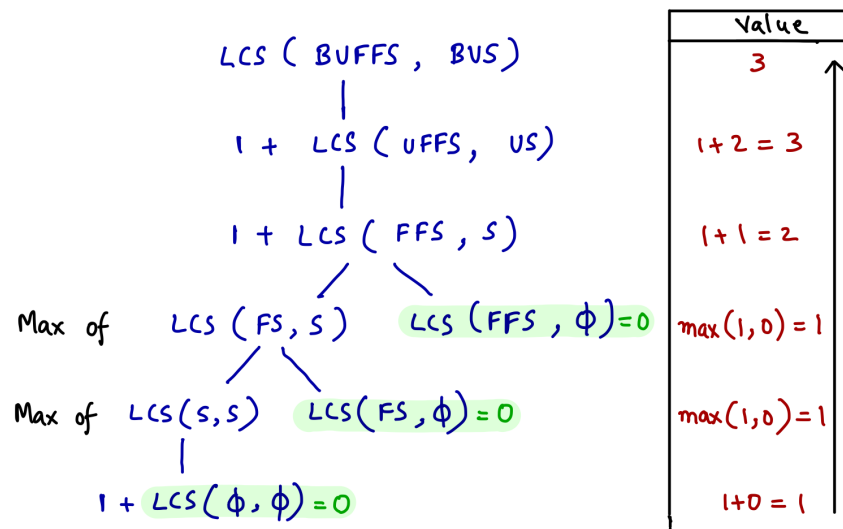 Value
LCS ( BUFFS , BUS )
3
1 + LCS ( UFFS, US)
1+2 = 3
1 + LCS ( FFS , S )
1+1 = 2
Max of LCS ( FS, S ) LCS ( FFS , ϕ ) = 0
max(1,0) = 1
Max of LCS(S,S) LCS(FS,ϕ) = 0
max(1,0) = 1
1 + LCS( ϕ, ϕ) = 0
1+0 = 1